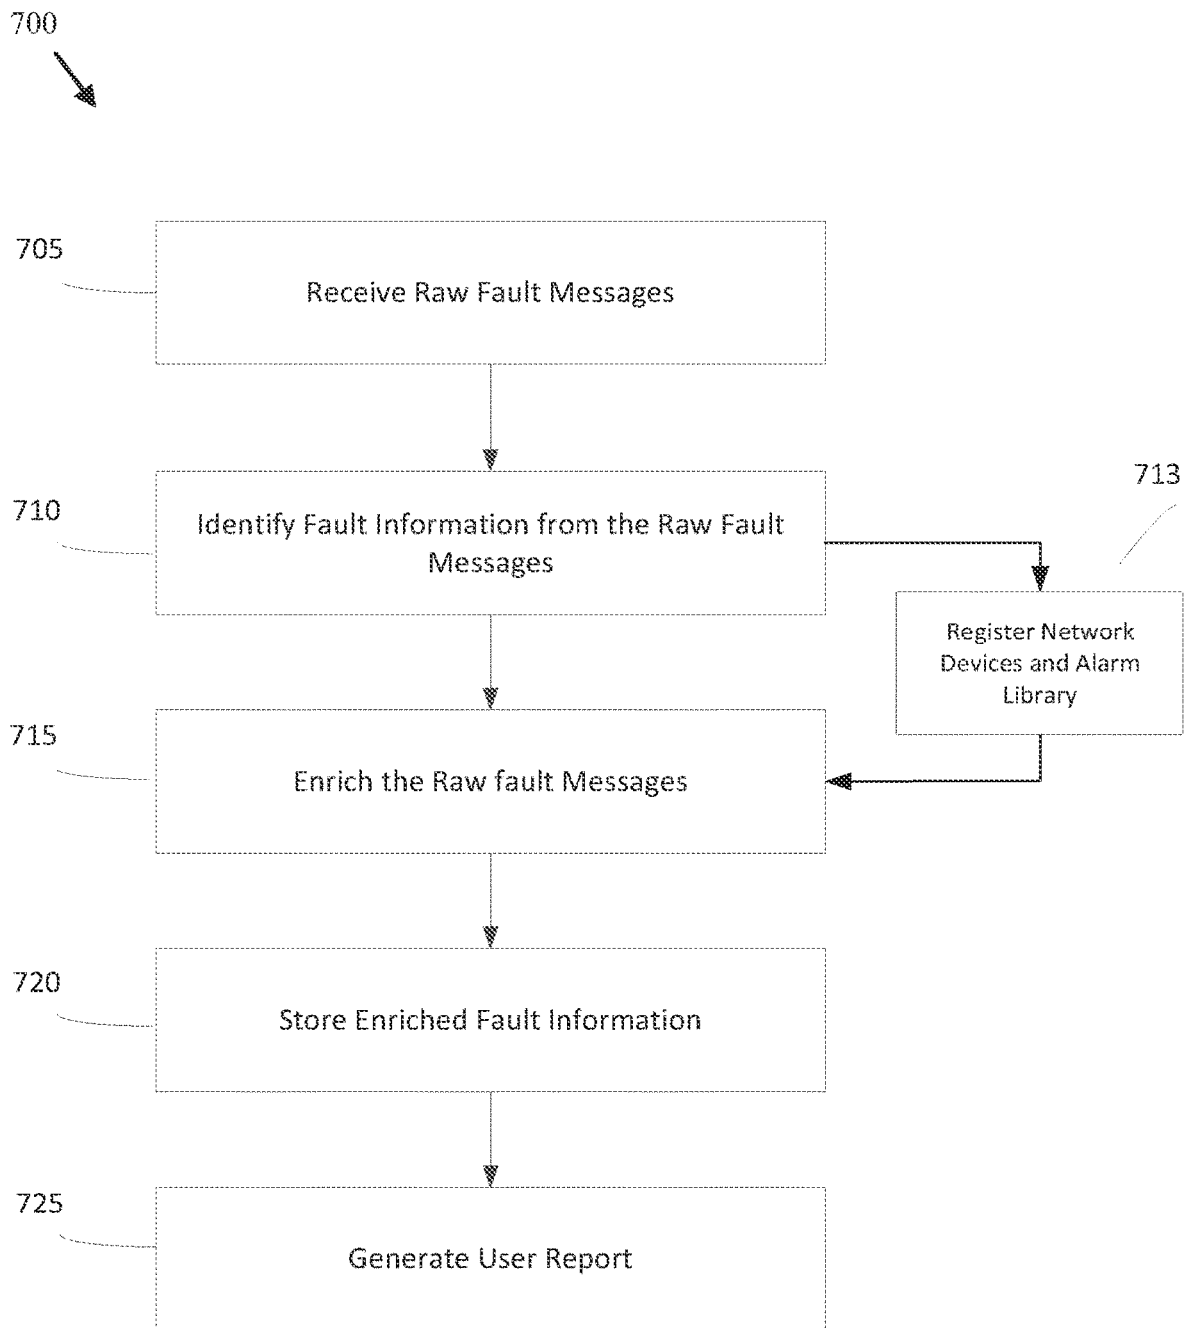 700
705
Receive Raw Fault Messages
710
Identify Fault Information from the Raw Fault
Messages
713
Register Network
Devices and Alarm
Library
715
Enrich the Raw fault Messages
720
Store Enriched Fault Information
725
Generate User Report